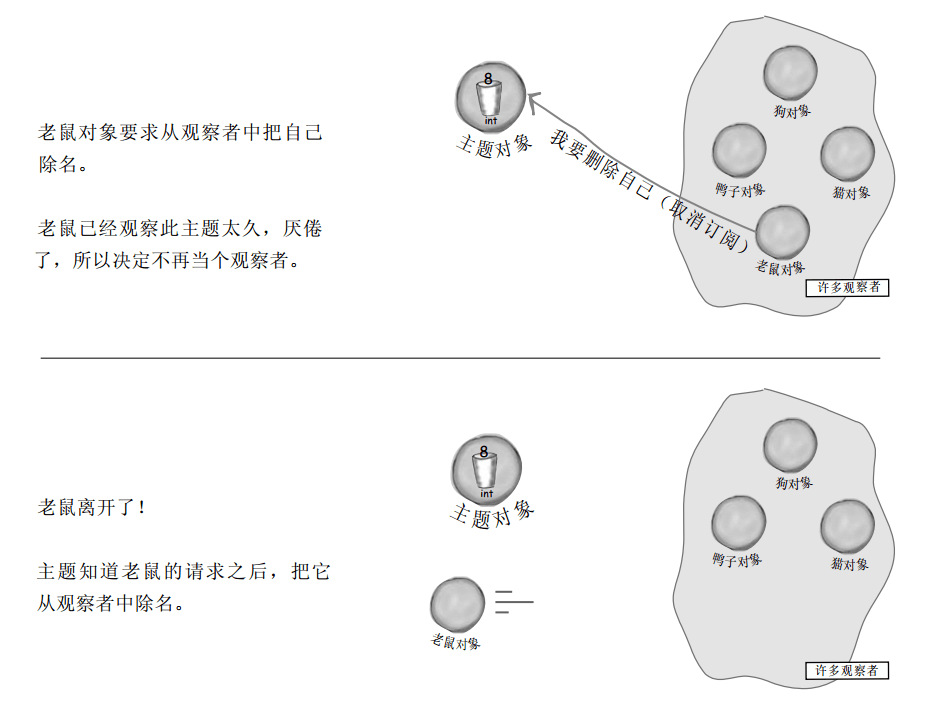 老鼠对象要求从观察者中把自己
除名。
老鼠已经观察此主题太久，厌倦
了，所以决定不再当个观察者。
8
int
主题对象
我要删除自己（取消订阅）
狗对象
鸭子对象
猫对象
老鼠对象
许多观察者
老鼠离开了！
主题知道老鼠的请求之后，把它
从观察者中除名。
8
int
主题对象
老鼠对象
狗对象
鸭子对象
猫对象
许多观察者